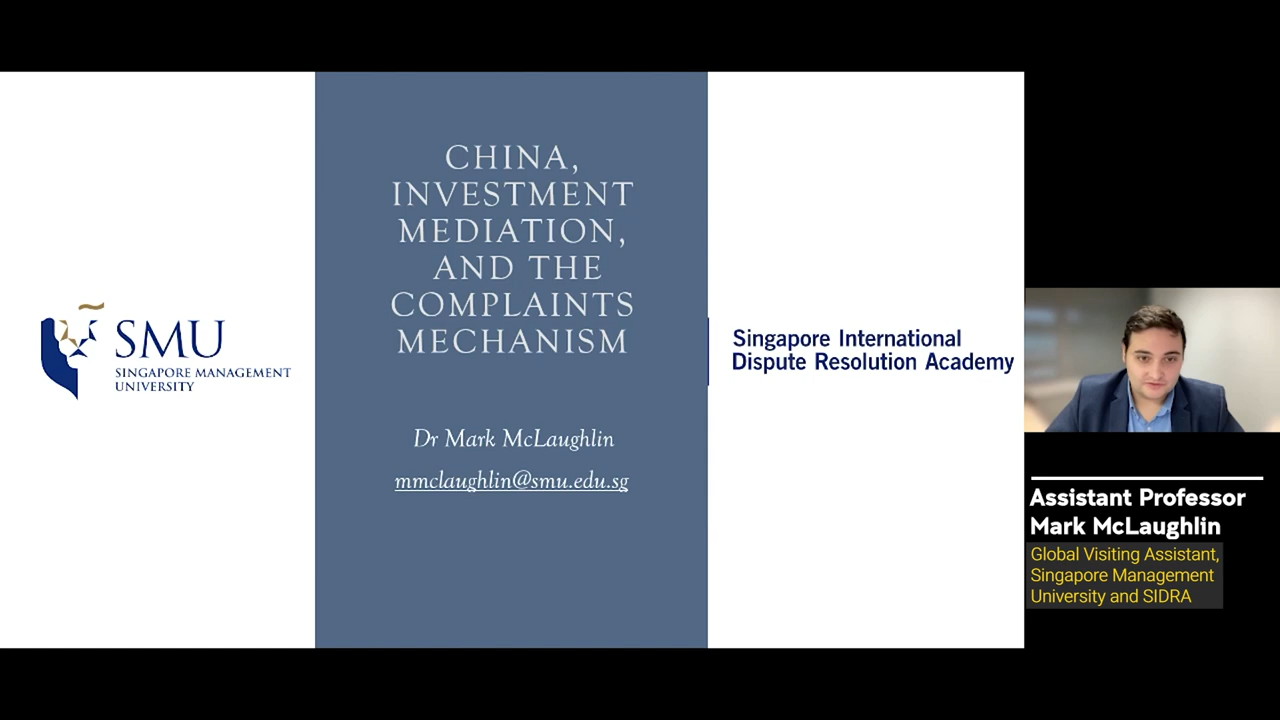 SMU
SINGAPORE MANAGEMENT
UNIVERSITY
CHINA,
INVESTMENT
MEDIATION,
AND THE
COMPLAINTS
MECHANISM
Dr Mark McLaughlin
mmclaughlin@smu.edu.sg
Singapore International
Dispute Resolution Academy
Assistant Professor
Mark McLaughlin
Global Visiting Assistant,
Singapore Management
University and SIDRA